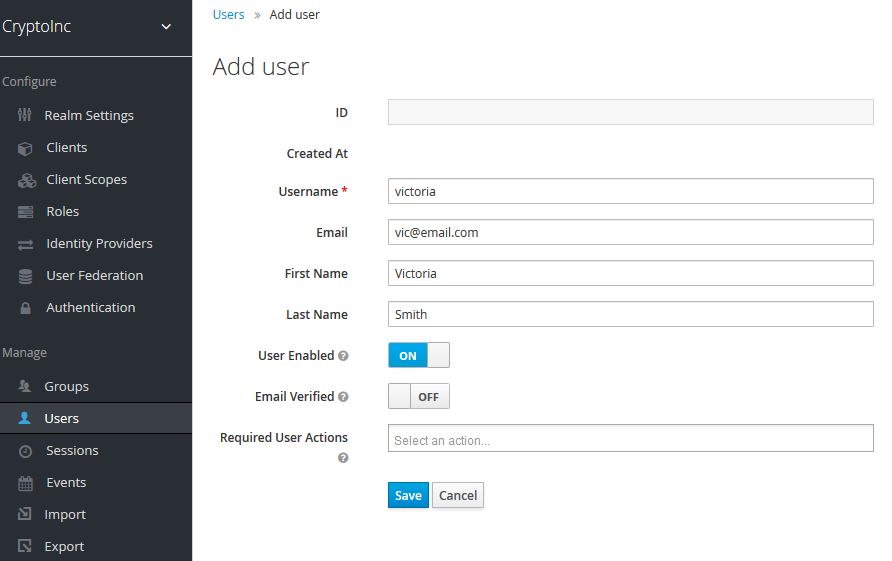 CryptoInc
Configure
Realm Settings
Clients
Client Scopes
Roles
Identity Providers
User Federation
Authentication
Manage
Groups
Users
Sessions
Events
Import
Export
Users » Add user
Add user
ID
Created At
Username * victoria
Email vic@email.com
First Name Victoria
Last Name Smith
User Enabled ON
Email Verified OFF
Required User Actions Select an action...
Save Cancel